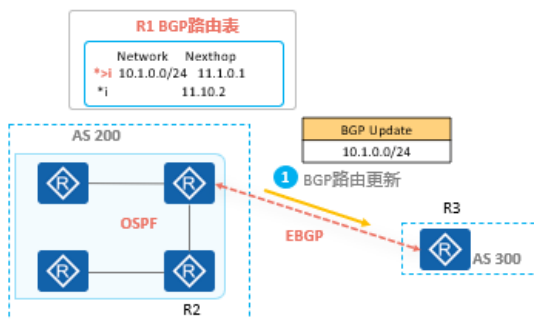 R1 BGP路由表
Network Nexthop
*>i 10.1.0.0/24 11.1.0.1
*i 11.10.2
AS 200
BGP Update
10.1.0.0/24
1 BGP路由更新
R
R
OSPF
EBGP
R3
R
AS 300
R
R
R2